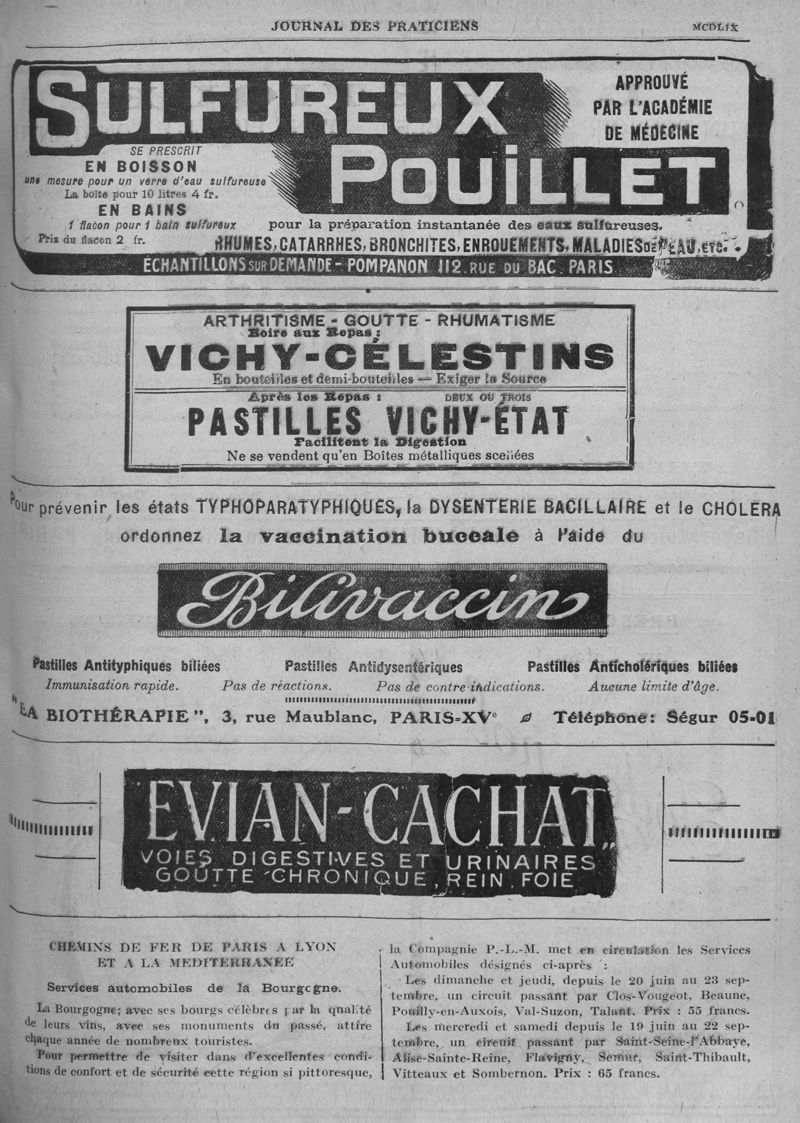 JOURNAL DES PRATICIENS
MCDLIX
SULFUREUX
POUILLET
APPROUVÉ
PAR L'ACADÉMIE
DE MÉDECINE
SE PRESCRIT
EN BOISSON
une mesure pour un verre d'eau sulfureuse
La boîte pour 10 litres 4 fr.
EN BAINS
1 flacon pour 1 bain sulfureux
Prix du flacon 2 fr.
pour la préparation instantanée des eaux sulfureuses.
RHUMES, CATARRHES, BRONCHITES, ENROUEMENTS, MALADIES DE PEAU, ETC.
ÉCHANTILLONS SUR DEMANDE - POMPANON 112 RUE DU BAC. PARIS
ARTHRITISME - GOUTTE - RHUMATISME
Boire aux Repas :
VICHY-CÉLESTINS
En bouteilles et demi-bouteilles — Exiger la Source
Après les Repas : DEUX OU TROIS
PASTILLES VICHY-ÉTAT
Facilitent la Digestion
Ne se vendent qu'en Boîtes métalliques scellées
Pour prévenir les états TYPHOPARATYPHIQUES, la DYSENTERIE BACILLAIRE et le CHOLERA
ordonnez la vaccination buccale à l'aide du
Bilivaccin
Pastilles Antityphiques biliées Pastilles Antidysentériques Pastilles Anticholériques biliées
Immunisation rapide. Pas de réactions. Pas de contre indications. Aucune limite d'âge.
"LA BIOTHÉRAPIE", 3, rue Maublanc, PARIS-XVe Téléphone: Ségur 05-01
EVIAN-CACHAT
VOIES DIGESTIVES ET URINAIRES
GOUTTE CHRONIQUE, REIN. FOIE
CHEMINS DE FER DE PARIS A LYON
ET A LA MEDITERRANÉE
Services automobiles de la Bourgogne.
La Bourgogne; avec ses bourgs célèbres par la qualité
de leurs vins, avec ses monuments du passé, attire
chaque année de nombreux touristes.
Pour permettre de visiter dans d'excellentes condi-
tions de confort et de sécurité cette région si pittoresque,
la Compagnie P.-L.-M. met en circulation les Services
Automobiles désignés ci-après :
Les dimanche et jeudi, depuis le 20 juin au 23 sep-
tembre, un circuit passant par Clos-Vougeot, Beaune,
Pouilly-en-Auxois, Val-Suzon, Talant. Prix : 55 francs.
Les mercredi et samedi depuis le 19 juin au 22 sep-
tembre, un circuit passant par Saint-Seine-l'Abbaye,
Alise-Sainte-Reine, Flavigny, Semur, Saint-Thibault,
Vitteaux et Sombernon. Prix : 65 francs.